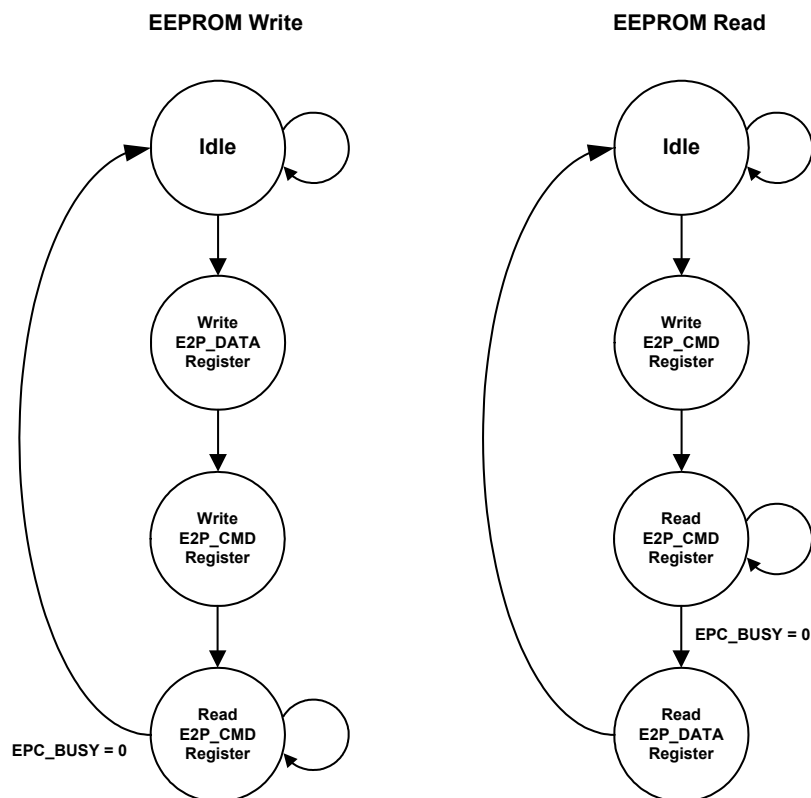 EEPROM Write
Idle
Write
E2P_DATA
Register
Write
E2P_CMD
Register
Read
E2P_CMD
Register
EPC_BUSY = 0
EEPROM Read
Idle
Write
E2P_CMD
Register
Read
E2P_CMD
Register
EPC_BUSY = 0
Read
E2P_DATA
Register